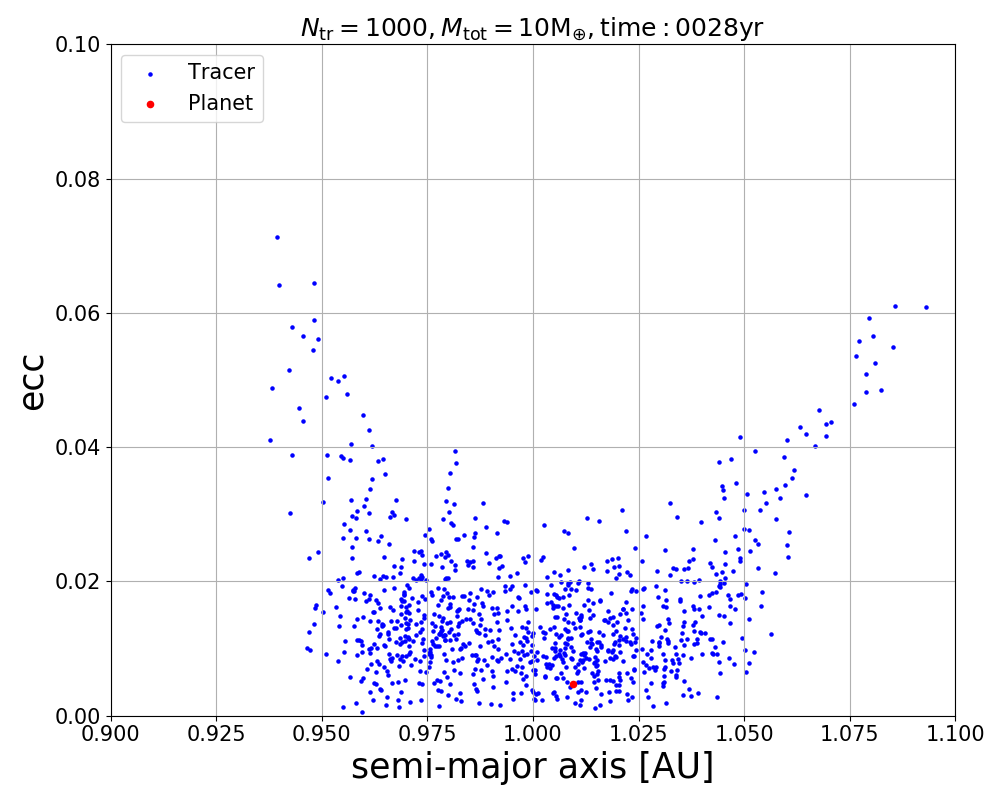 N_tr = 1000, M_tot = 10M_⊕, time : 0028yr
Tracer
Planet
ecc
0.10
0.08
0.06
0.04
0.02
0.00
0.900 0.925 0.950 0.975 1.000 1.025 1.050 1.075 1.100
semi-major axis [AU]